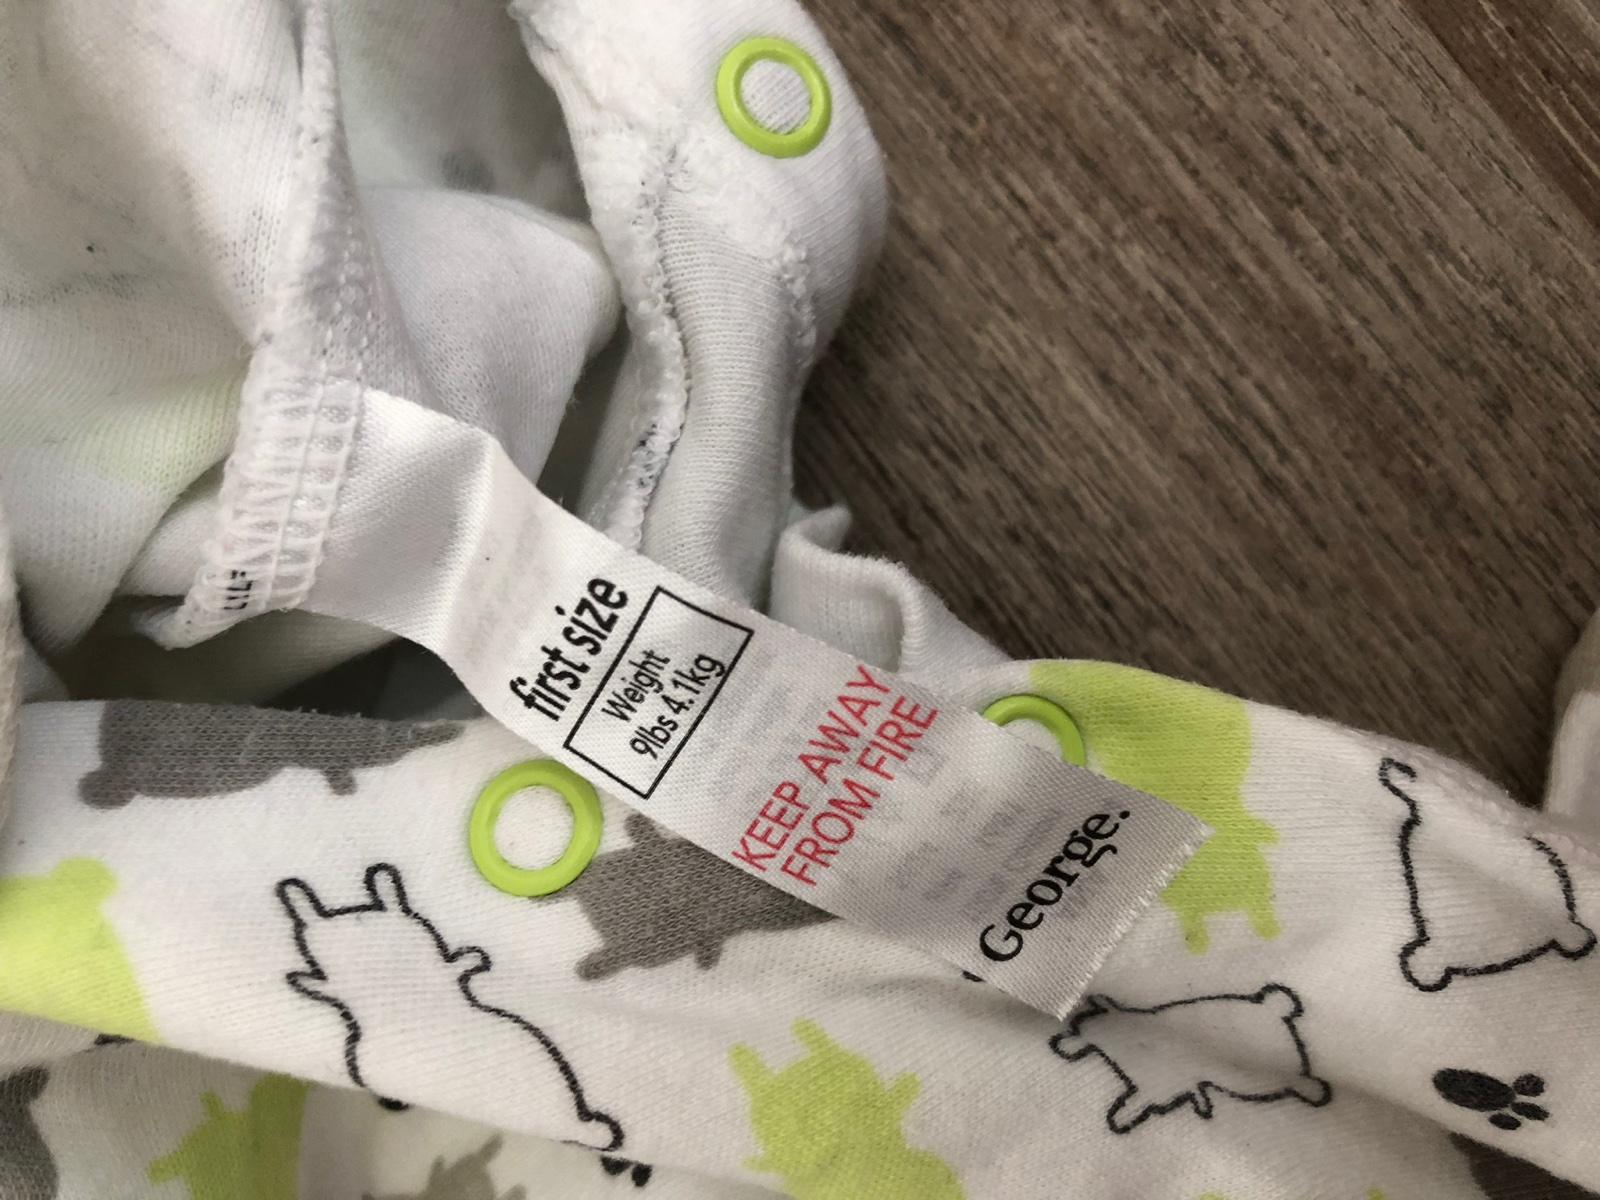 first size
Weight
9lbs 4.1kg
KEEP AWAY
FROM FIRE
George.